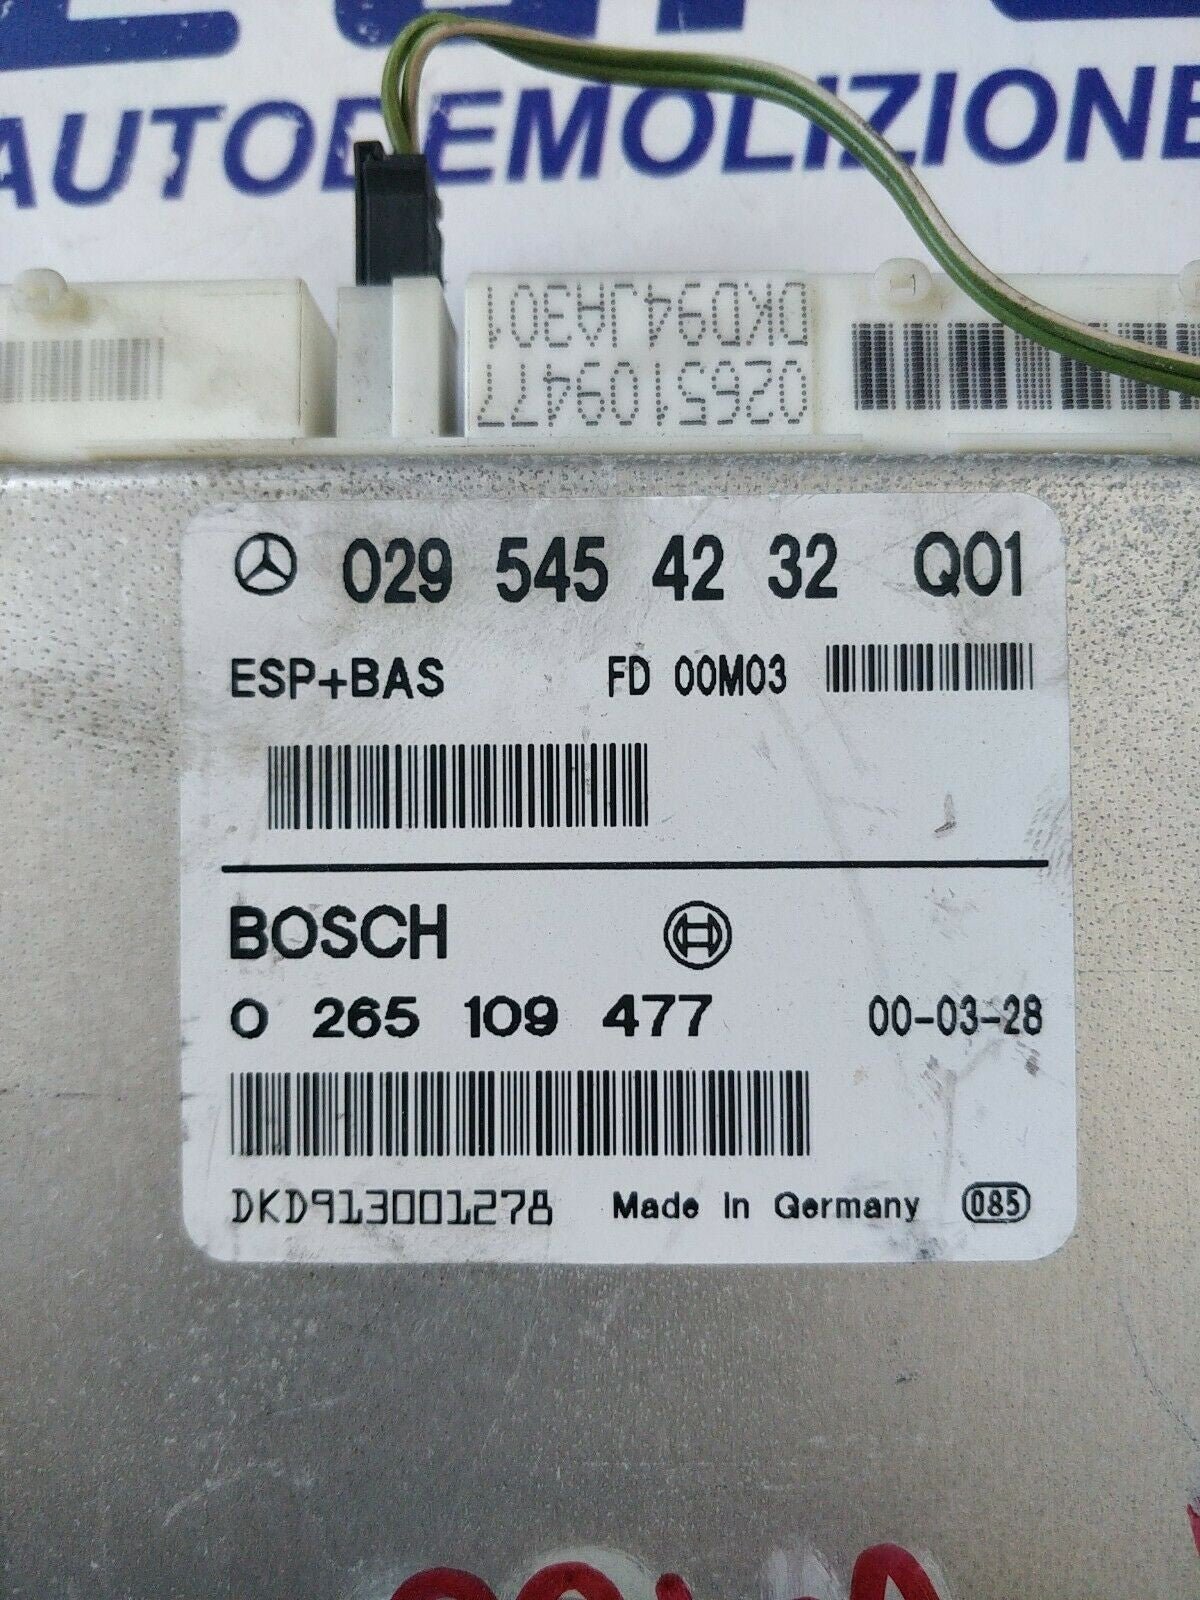 AUTODEMOLIZIONE
DKD94JA301
0265109477
029 545 42 32 Q01
ESP+BAS FD 00M03
BOSCH
0 265 109 477 00-03-28
DKD913001278 Made in Germany 085